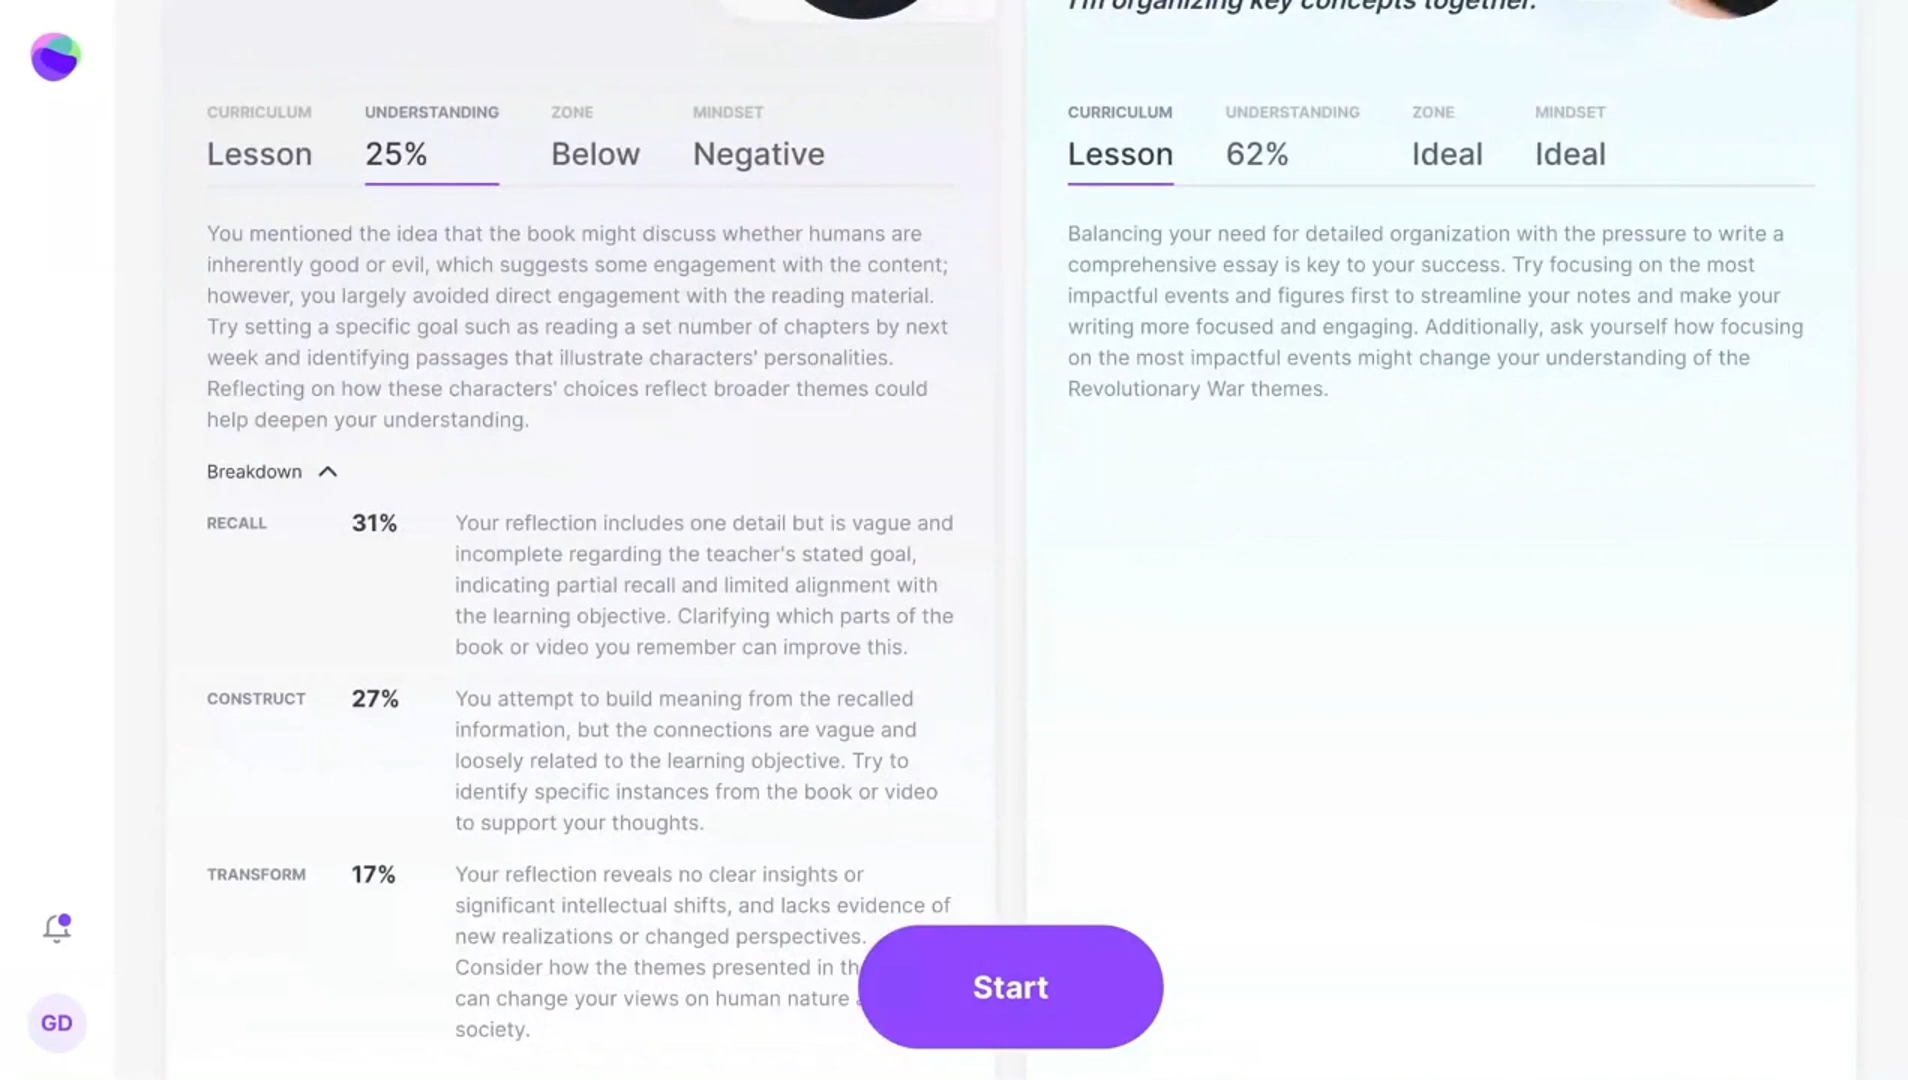 I'm organizing key concepts together.
CURRICULUM UNDERSTANDING ZONE MINDSET
Lesson 25% Below Negative
You mentioned the idea that the book might discuss whether humans are
inherently good or evil, which suggests some engagement with the content;
however, you largely avoided direct engagement with the reading material.
Try setting a specific goal such as reading a set number of chapters by next
week and identifying passages that illustrate characters' personalities.
Reflecting on how these characters' choices reflect broader themes could
help deepen your understanding.
Breakdown
RECALL 31% Your reflection includes one detail but is vague and
incomplete regarding the teacher's stated goal,
indicating partial recall and limited alignment with
the learning objective. Clarifying which parts of the
book or video you remember can improve this.
CONSTRUCT 27% You attempt to build meaning from the recalled
information, but the connections are vague and
loosely related to the learning objective. Try to
identify specific instances from the book or video
to support your thoughts.
TRANSFORM 17% Your reflection reveals no clear insights or
significant intellectual shifts, and lacks evidence of
new realizations or changed perspectives.
Consider how the themes presented in
can change your views on human nature
society.
CURRICULUM UNDERSTANDING ZONE MINDSET
Lesson 62% Ideal Ideal
Balancing your need for detailed organization with the pressure to write a
comprehensive essay is key to your success. Try focusing on the most
impactful events and figures first to streamline your notes and make your
writing more focused and engaging. Additionally, ask yourself how focusing
on the most impactful events might change your understanding of the
Revolutionary War themes.
Start
GD